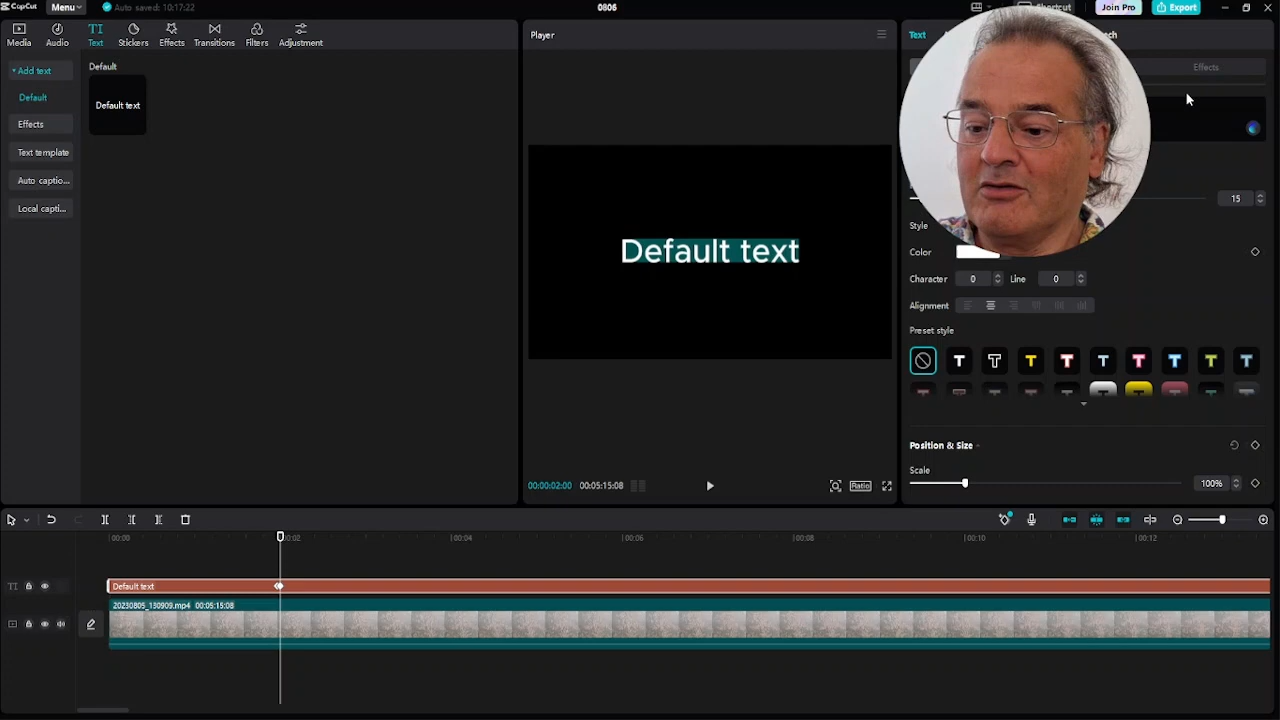 CapCut Menu Auto saved: 10:17:22 0806 Shortcut Join Pro Export
Media Audio Text Stickers Effects Transitions Filters Adjustment
Player
Text
Add text
Default
Effects
Text template
Auto captio...
Local capti...
Default
Default text
Default text
00:00:02:00 00:05:15:08 Ratio
Effects
15
Style
Color
Character 0 Line 0
Alignment
Preset style
T T T T T T T T T
Position & Size
Scale 100%
00:00 00:02 00:04 00:06 00:08 00:10 00:12
TI Default text
20230805_130909.mp4 00:05:15:08